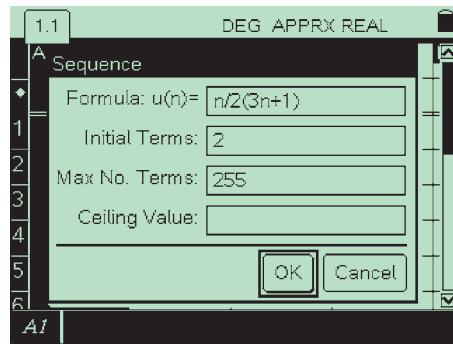 1.1 DEG APPRX REAL
A
Sequence
Formula: u(n)= n/2(3n+1)
Initial Terms: 2
Max No. Terms: 255
Ceiling Value:
OK Cancel
1
2
3
4
5
6
A1